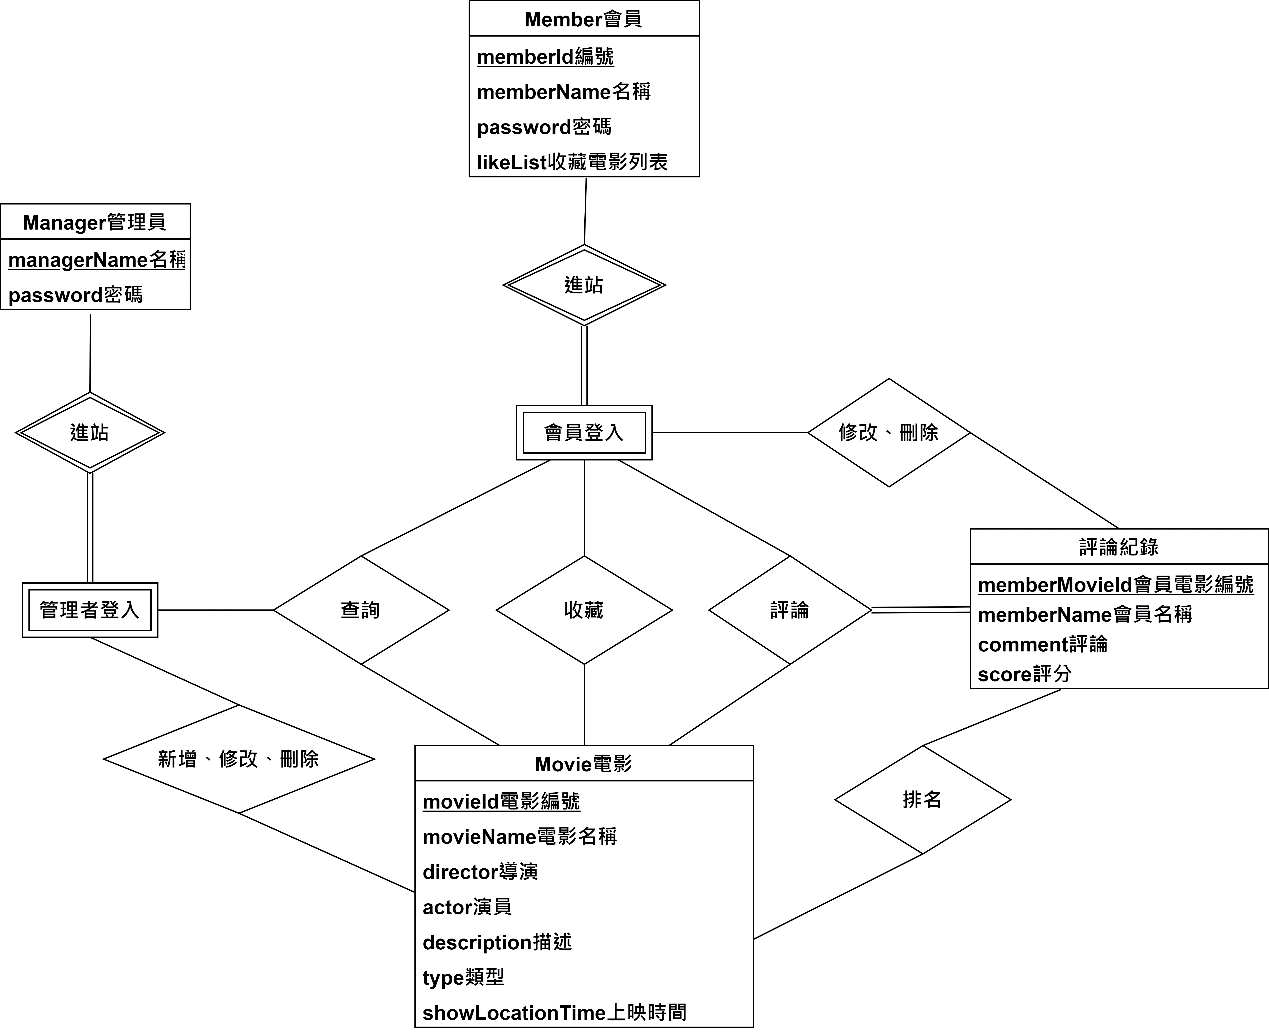 Member會員
memberId編號
memberName名稱
password密碼
likeList收藏電影列表
Manager管理員
managerName名稱
password密碼
進站
進站
會員登入
修改、刪除
管理者登入
查詢
收藏
評論
評論紀錄
memberMovieId會員電影編號
memberName會員名稱
comment評論
score評分
新增、修改、刪除
Movie電影
movieId電影編號
movieName電影名稱
director導演
actor演員
description描述
type類型
showLocationTime上映時間
排名